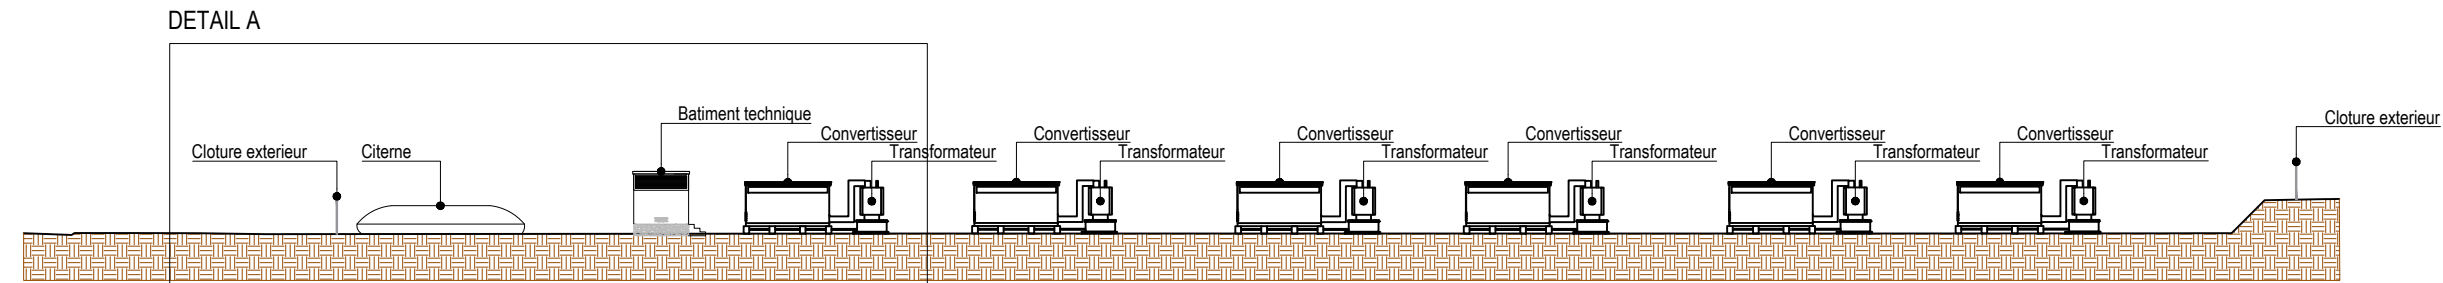 DETAIL A
Cloture exterieur
Citerne
Batiment technique
Convertisseur
Transformateur
Convertisseur
Transformateur
Convertisseur
Transformateur
Convertisseur
Transformateur
Convertisseur
Transformateur
Convertisseur
Transformateur
Cloture exterieur